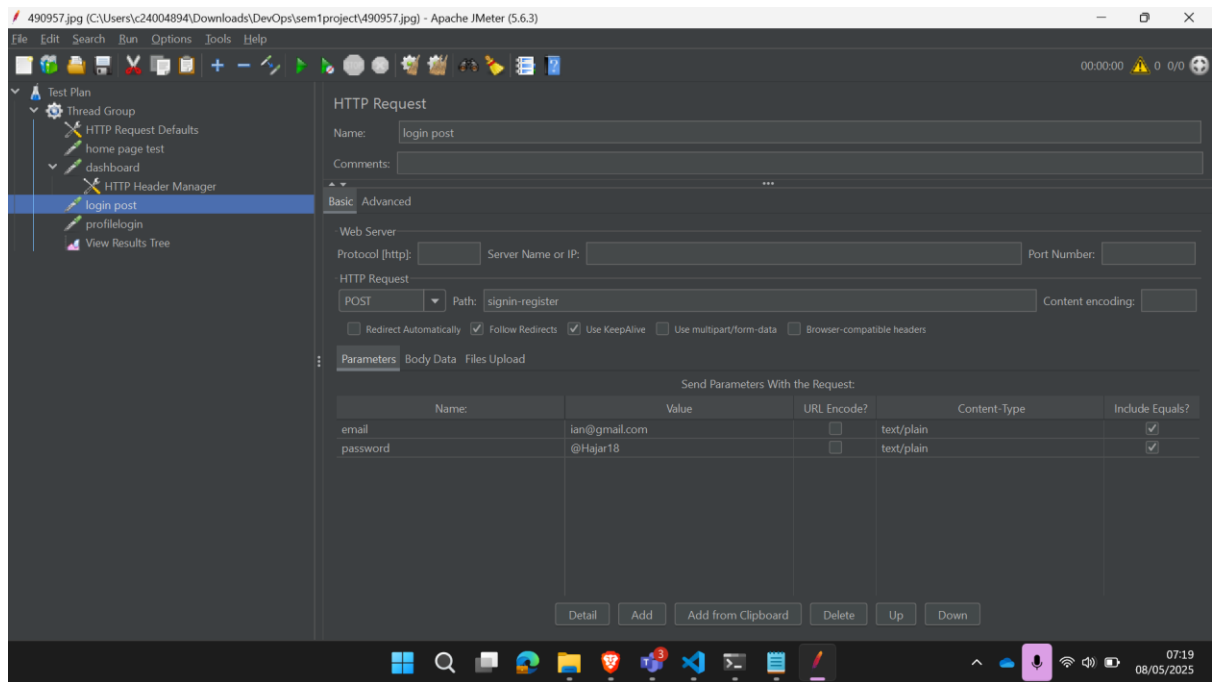 490957.jpg (C:\Users\c24004894\Downloads\DevOps\sem1project\490957.jpg) - Apache JMeter (5.6.3)
File Edit Search Run Options Tools Help
00:00:00 0 0/0
Test Plan
Thread Group
HTTP Request Defaults
home page test
dashboard
HTTP Header Manager
login post
profilelogin
View Results Tree
HTTP Request
Name: login post
Comments:
Basic Advanced
Web Server
Protocol [http]: Server Name or IP: Port Number:
HTTP Request
POST Path: signin-register Content encoding:
Redirect Automatically Follow Redirects Use KeepAlive Use multipart/form-data Browser-compatible headers
Parameters Body Data Files Upload
Send Parameters With the Request:
Name: Value URL Encode? Content-Type Include Equals?
email ian@gmail.com text/plain
password @Hajar18 text/plain
Detail Add Add from Clipboard Delete Up Down
3
07:19
08/05/2025